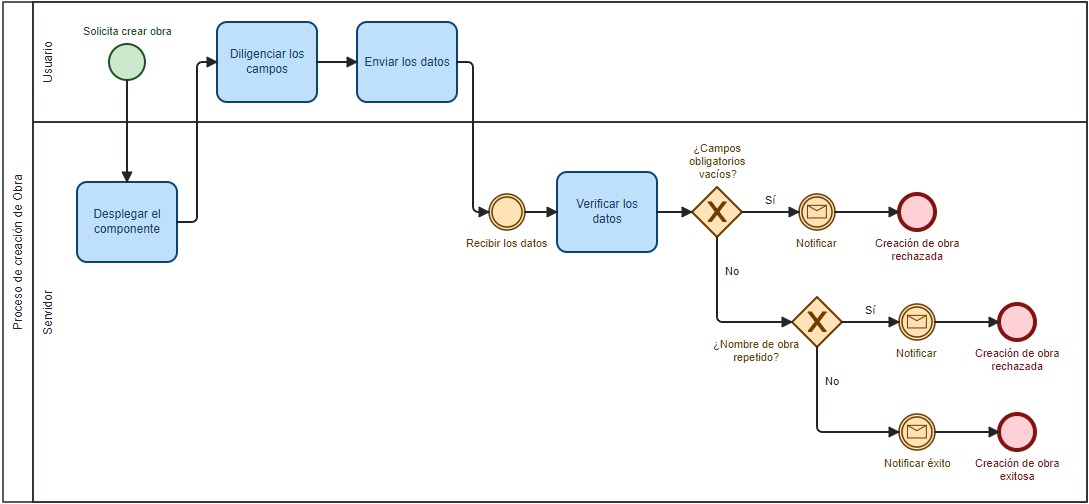 Proceso de creación de Obra
Usuario
Solicita crear obra
Diligenciar los
campos
Enviar los datos
Servidor
Desplegar el
componente
Recibir los datos
Verificar los
datos
¿Campos
obligatorios
vacíos?
Sí
Notificar
Creación de obra
rechazada
No
¿Nombre de obra
repetido?
Sí
Notificar
Creación de obra
rechazada
No
Notificar éxito
Creación de obra
exitosa